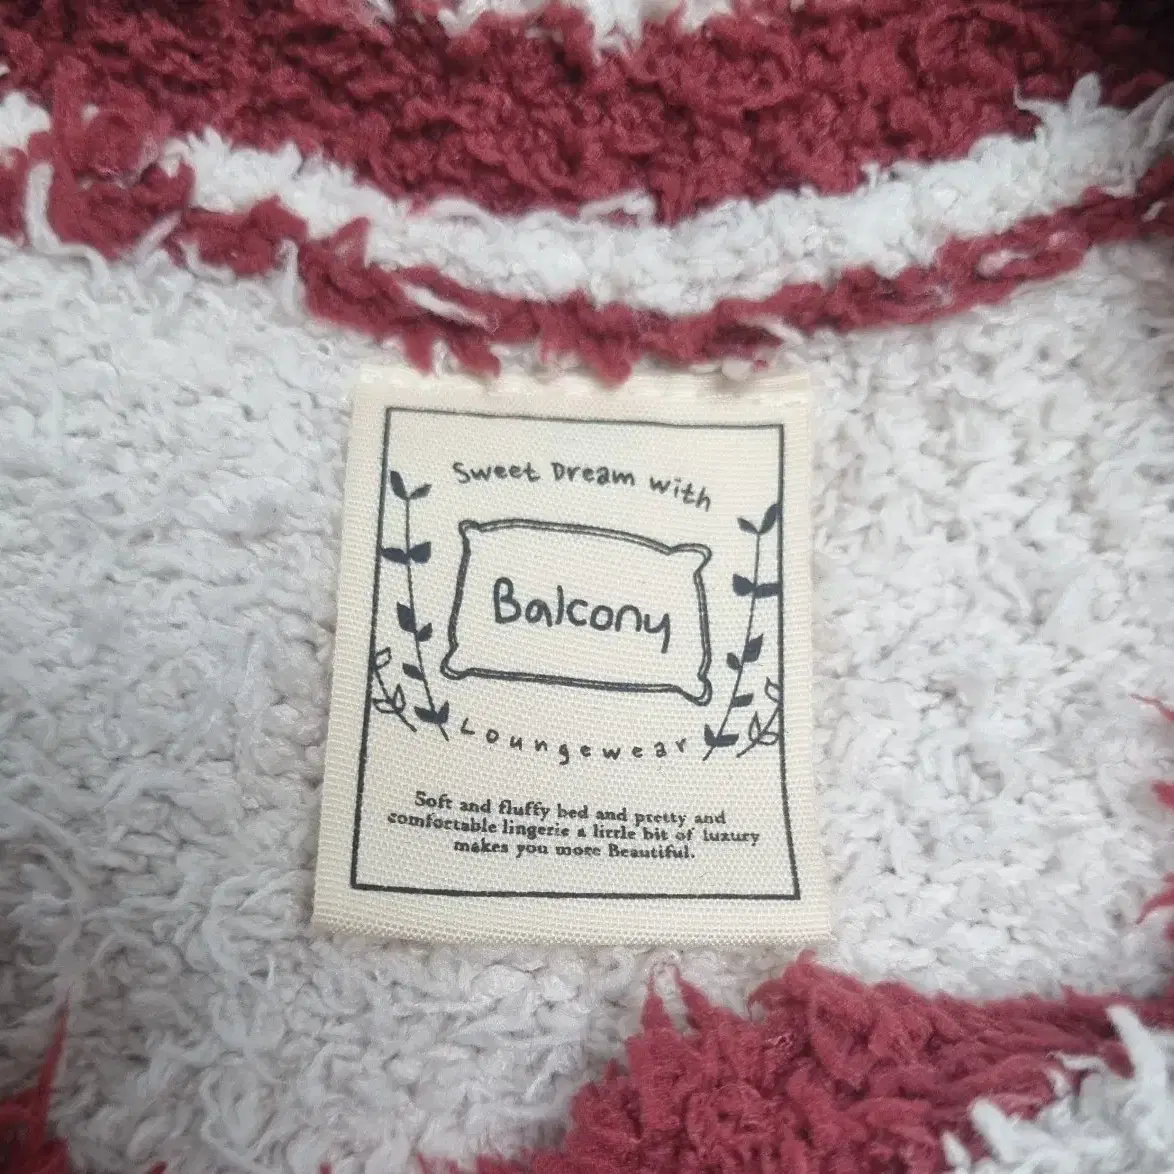 Sweet Dream with
Balcony
Loungewear
Soft and fluffy bed and pretty and
comfortable lingerie a little bit of luxury
makes you more Beautiful.